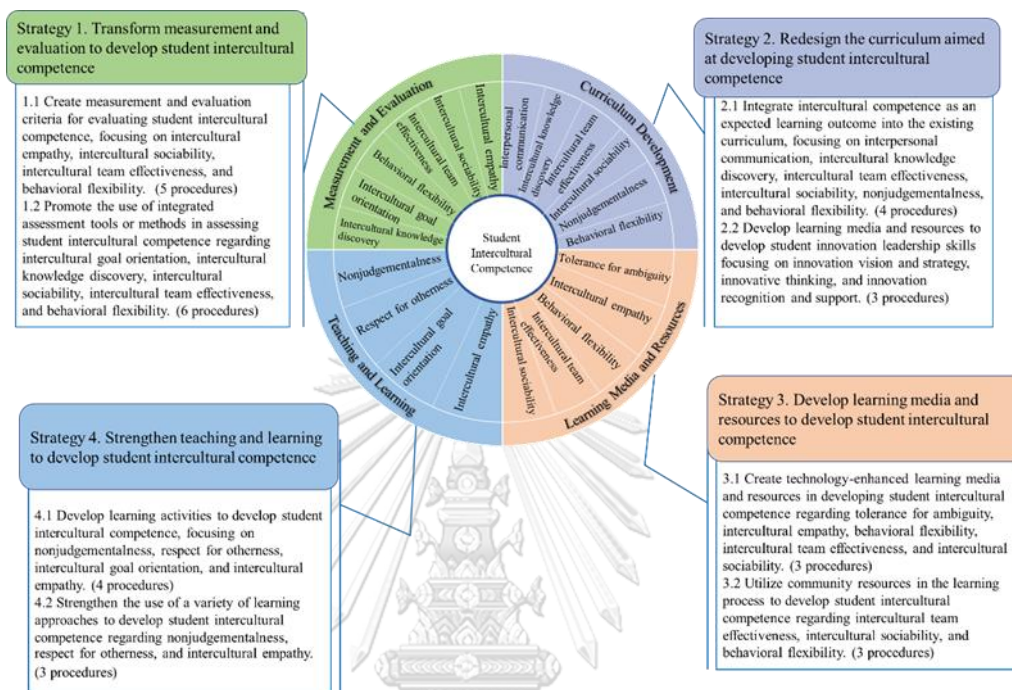 Strategy 1. Transform measurement and
evaluation to develop student intercultural
competence
1.1 Create measurement and evaluation
criteria for evaluating student intercultural
competence, focusing on intercultural
empathy, intercultural sociability,
intercultural team effectiveness, and
behavioral flexibility. (5 procedures)
1.2 Promote the use of integrated
assessment tools or methods in assessing
student intercultural competence regarding
intercultural goal orientation, intercultural
knowledge discovery, intercultural
sociability, intercultural team effectiveness,
and behavioral flexibility. (6 procedures)
Measurement and Evaluation
Intercultural empathy
Intercultural sociability
Intercultural team
effectiveness
Behavioral flexibility
Intercultural goal
orientation
Intercultural knowledge
discovery
Curriculum Development
Interpersonal
communication
Intercultural knowledge
discovery
Intercultural team
effectiveness
Intercultural sociability
Nonjudgementalness
Behavioral flexibility
Student
Intercultural
Competence
Teaching and Learning
Nonjudgementalness
Respect for otherness
Intercultural goal
orientation
Intercultural empathy
Learning Media and Resources
Tolerance for ambiguity
Intercultural empathy
Behavioral flexibility
Intercultural team
effectiveness
Intercultural sociability
Strategy 2. Redesign the curriculum aimed
at developing student intercultural
competence
2.1 Integrate intercultural competence as an
expected learning outcome into the existing
curriculum, focusing on interpersonal
communication, intercultural knowledge
discovery, intercultural team effectiveness,
intercultural sociability, nonjudgementalness,
and behavioral flexibility. (4 procedures)
2.2 Develop learning media and resources to
develop student innovation leadership skills
focusing on innovation vision and strategy,
innovative thinking, and innovation
recognition and support. (3 procedures)
Strategy 4. Strengthen teaching and learning
to develop student intercultural competence
4.1 Develop learning activities to develop student
intercultural competence, focusing on
nonjudgementalness, respect for otherness,
intercultural goal orientation, and intercultural
empathy. (4 procedures)
4.2 Strengthen the use of a variety of learning
approaches to develop student intercultural
competence regarding nonjudgementalness,
respect for otherness, and intercultural empathy.
(3 procedures)
Strategy 3. Develop learning media and
resources to develop student intercultural
competence
3.1 Create technology-enhanced learning media
and resources in developing student intercultural
competence regarding tolerance for ambiguity,
intercultural empathy, behavioral flexibility,
intercultural team effectiveness, and intercultural
sociability. (3 procedures)
3.2 Utilize community resources in the learning
process to develop student intercultural
competence regarding intercultural team
effectiveness, intercultural sociability, and
behavioral flexibility. (3 procedures)